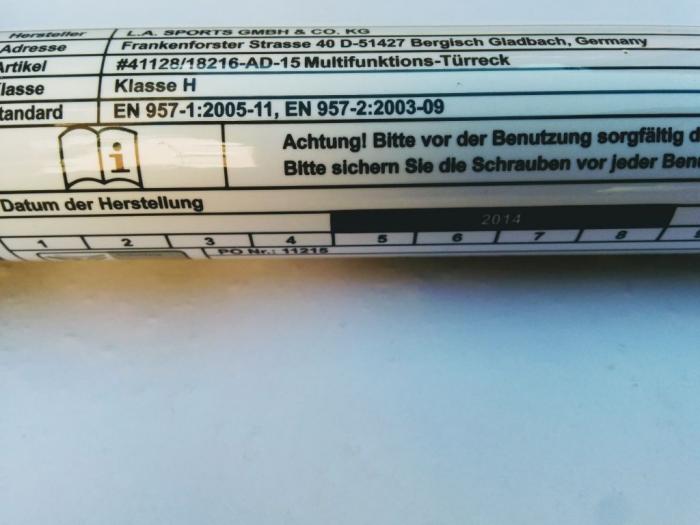 Hersteller L.A. SPORTS GMBH & CO. KG
Adresse Frankenforster Strasse 40 D-51427 Bergisch Gladbach, Germany
Artikel #41128/18216-AD-15 Multifunktions-Türreck
lasse Klasse H
tandard EN 957-1:2005-11, EN 957-2:2003-09
i
Achtung! Bitte vor der Benutzung sorgfältig d
Bitte sichern Sie die Schrauben vor jeder Benu
Datum der Herstellung
2014
1 2 3 4 5 6 7 8
PO Nr.: 11215